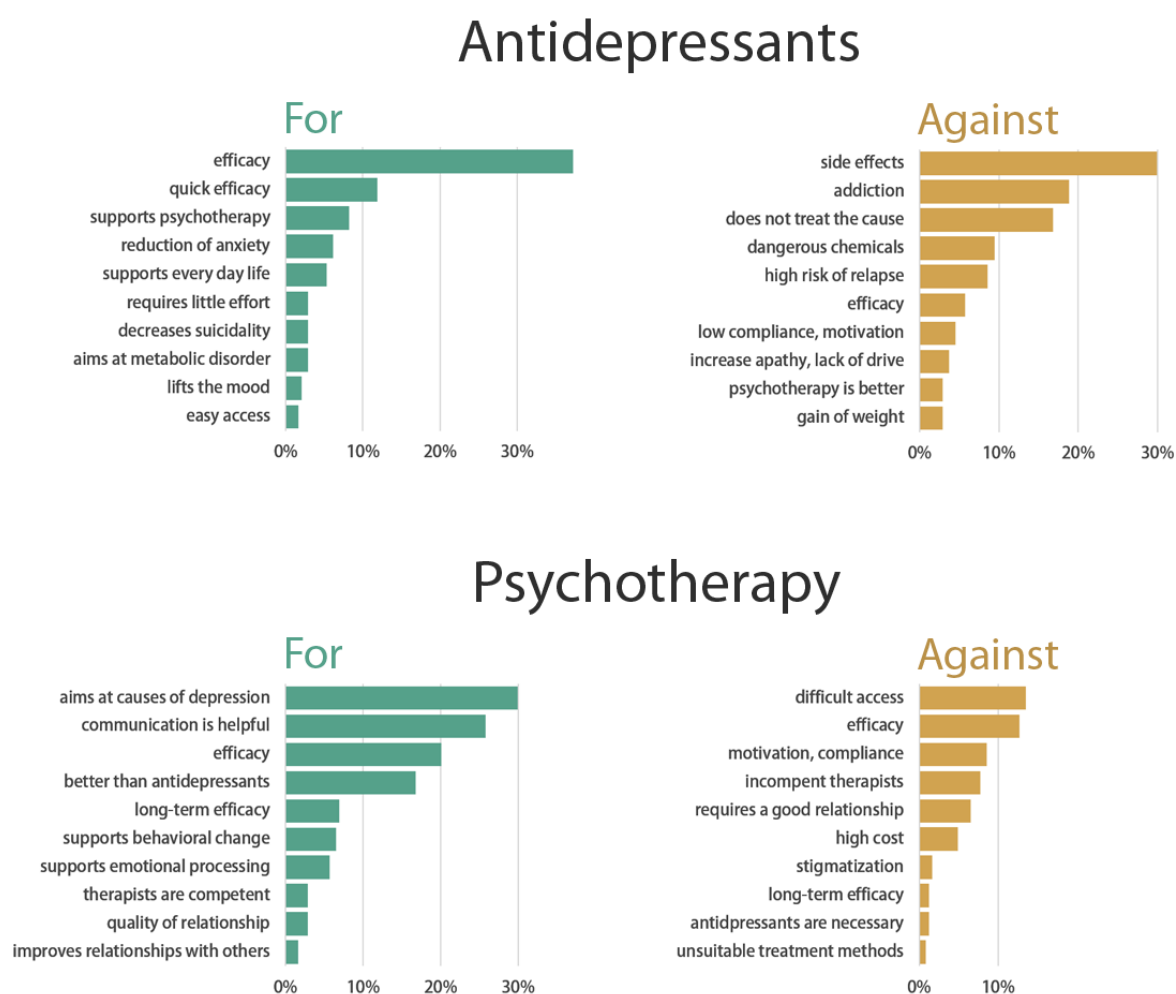 Antidepressants
For
efficacy
quick efficacy
supports psychotherapy
reduction of anxiety
supports every day life
requires little effort
decreases suicidality
aims at metabolic disorder
lifts the mood
easy access
0% 10% 20% 30%
Against
side effects
addiction
does not treat the cause
dangerous chemicals
high risk of relapse
efficacy
low compliance, motivation
increase apathy, lack of drive
psychotherapy is better
gain of weight
0% 10% 20% 30%
Psychotherapy
For
aims at causes of depression
communication is helpful
efficacy
better than antidepressants
long-term efficacy
supports behavioral change
supports emotional processing
therapists are competent
quality of relationship
improves relationships with others
0% 10% 20% 30%
Against
difficult access
efficacy
motivation, compliance
incompent therapists
requires a good relationship
high cost
stigmatization
long-term efficacy
antidpressants are necessary
unsuitable treatment methods
0% 10%